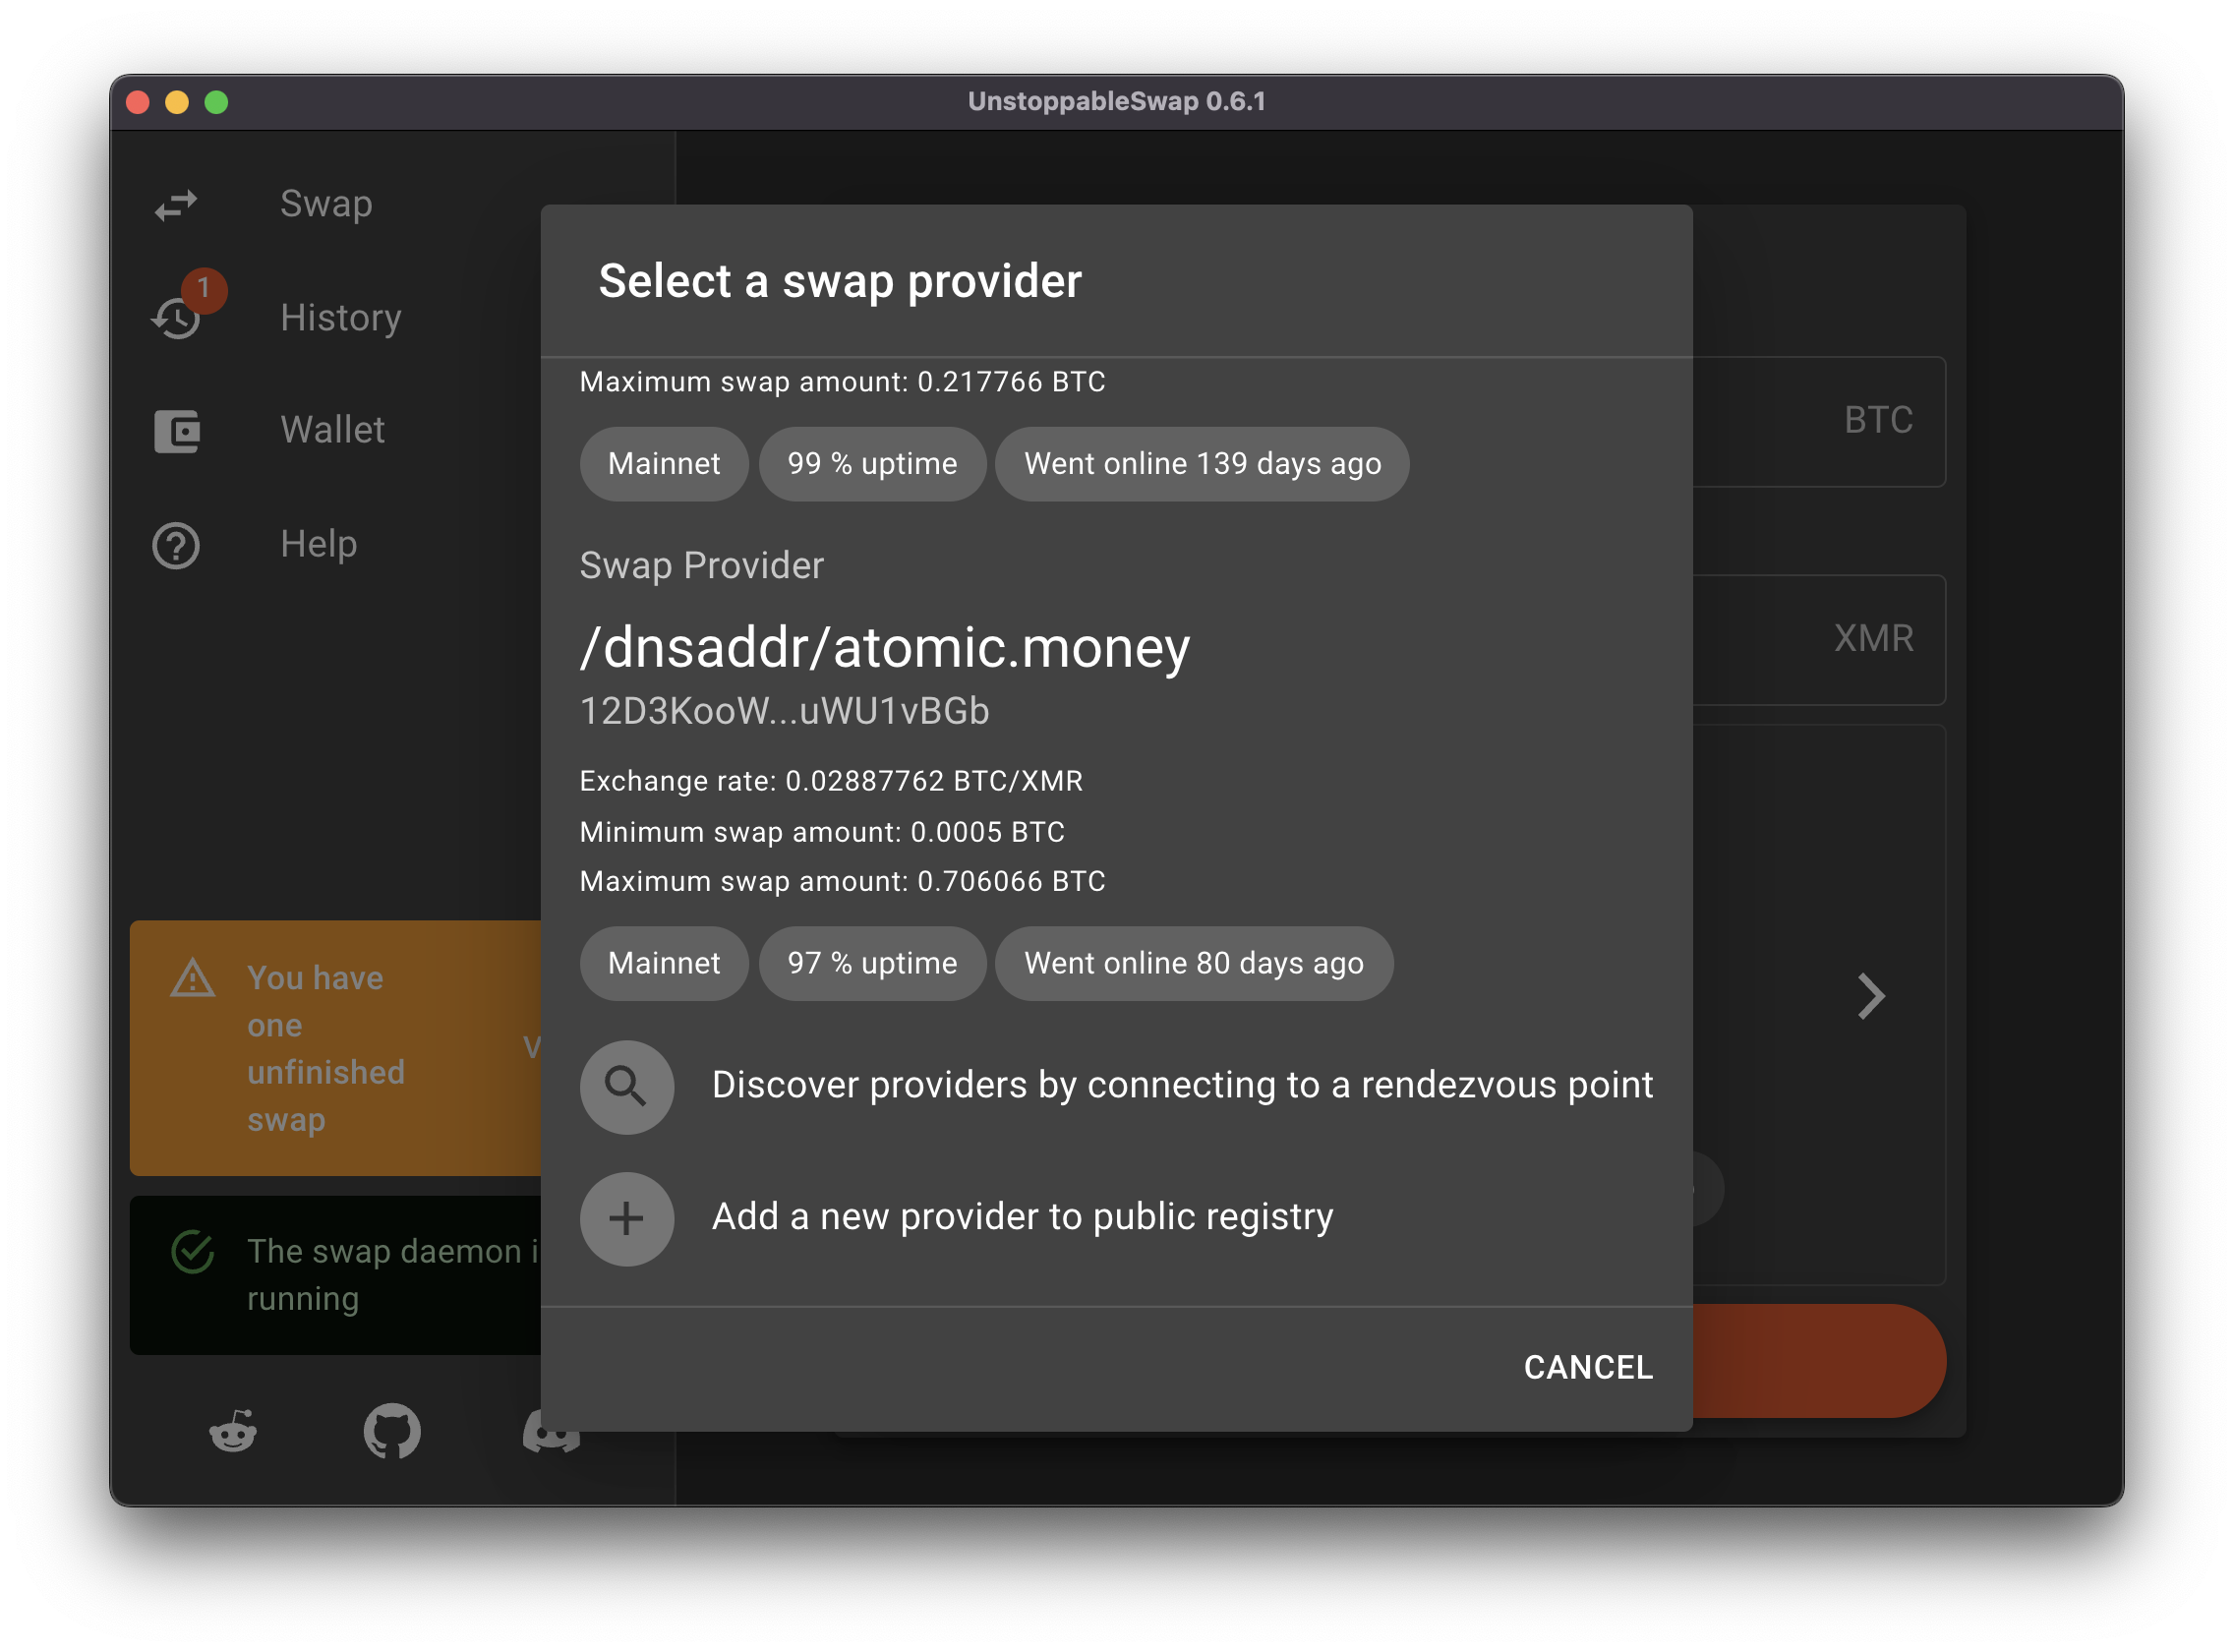 UnstoppableSwap 0.6.1
Swap
1
History
Wallet
Help
You have
one
unfinished
swap
The swap daemon i
running
Select a swap provider
Maximum swap amount: 0.217766 BTC
Mainnet
99 % uptime
Went online 139 days ago
Swap Provider
/dnsaddr/atomic.money
12D3KooW...uWU1vBGb
Exchange rate: 0.02887762 BTC/XMR
Minimum swap amount: 0.0005 BTC
Maximum swap amount: 0.706066 BTC
Mainnet
97 % uptime
Went online 80 days ago
Discover providers by connecting to a rendezvous point
Add a new provider to public registry
CANCEL
BTC
XMR